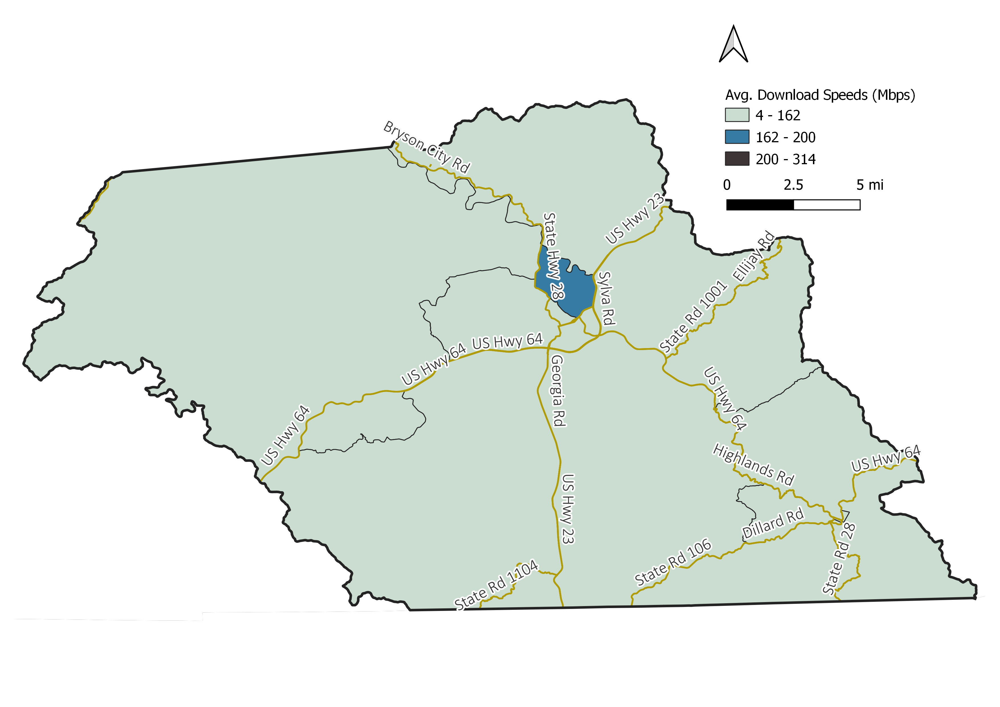 Avg. Download Speeds (Mbps)
4 - 162
162 - 200
200 - 314
0 2.5 5 mi
Bryson City Rd
State Hwy 28
US Hwy 23
Sylva Rd
Ellijay Rd
State Rd 1001
US Hwy 64
US Hwy 64
US Hwy 64
Georgia Rd
US Hwy 64
Highlands Rd
US Hwy 64
US Hwy 23
Dillard Rd
State Rd 28
State Rd 106
State Rd 1104